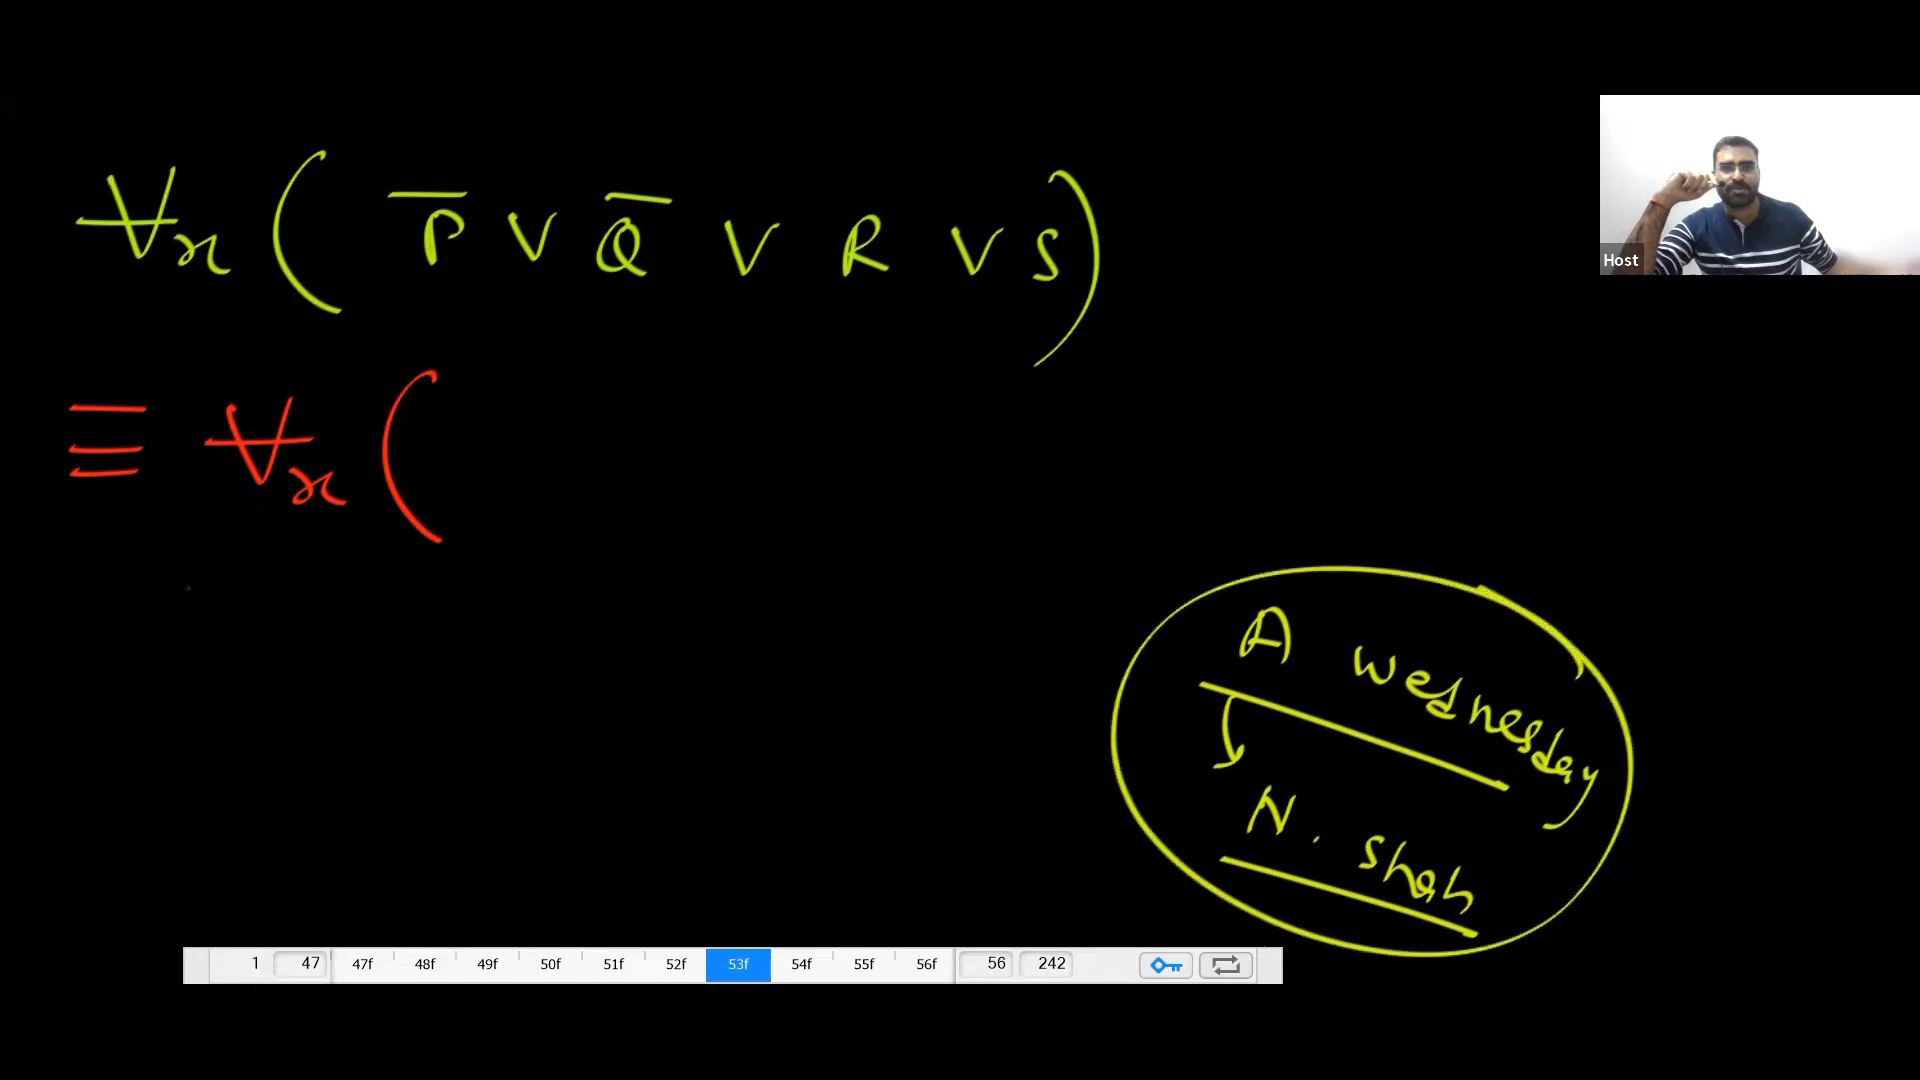 ∀x ( P̅ ∨ Q̅ ∨ R ∨ S )
Host
≡ ∀x (
A wednesday
N. shah
1 47 47f 48f 49f 50f 51f 52f 53f 54f 55f 56f 56 242